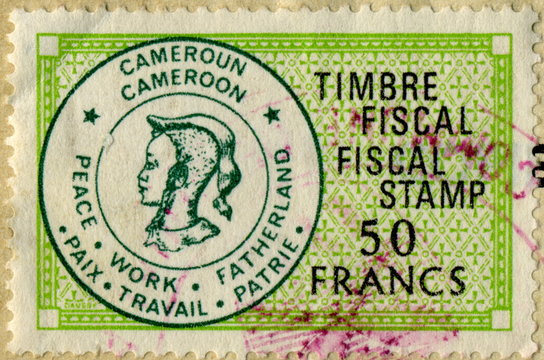 CAMEROUN
CAMEROON
PEACE • WORK • FATHERLAND
• PAIX • TRAVAIL • PATRIE •
TIMBRE
FISCAL
FISCAL
STAMP
50
FRANCS